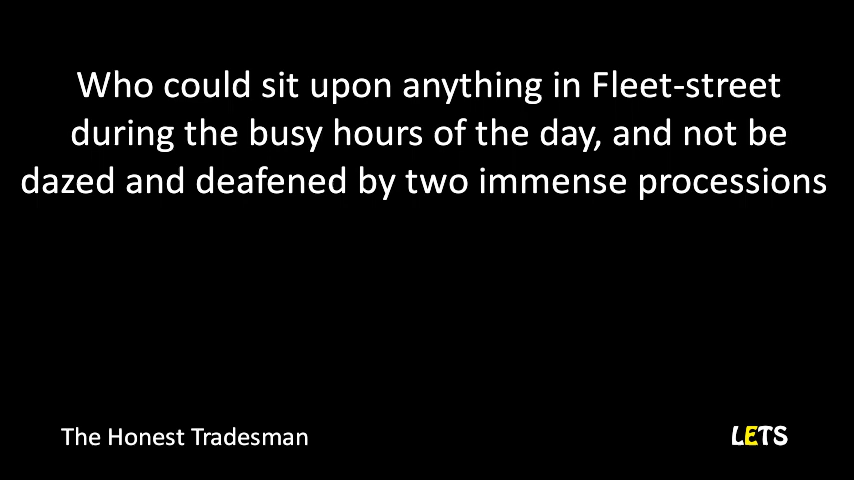 Who could sit upon anything in Fleet-street
during the busy hours of the day, and not be
dazed and deafened by two immense processions
The Honest Tradesman
LETS